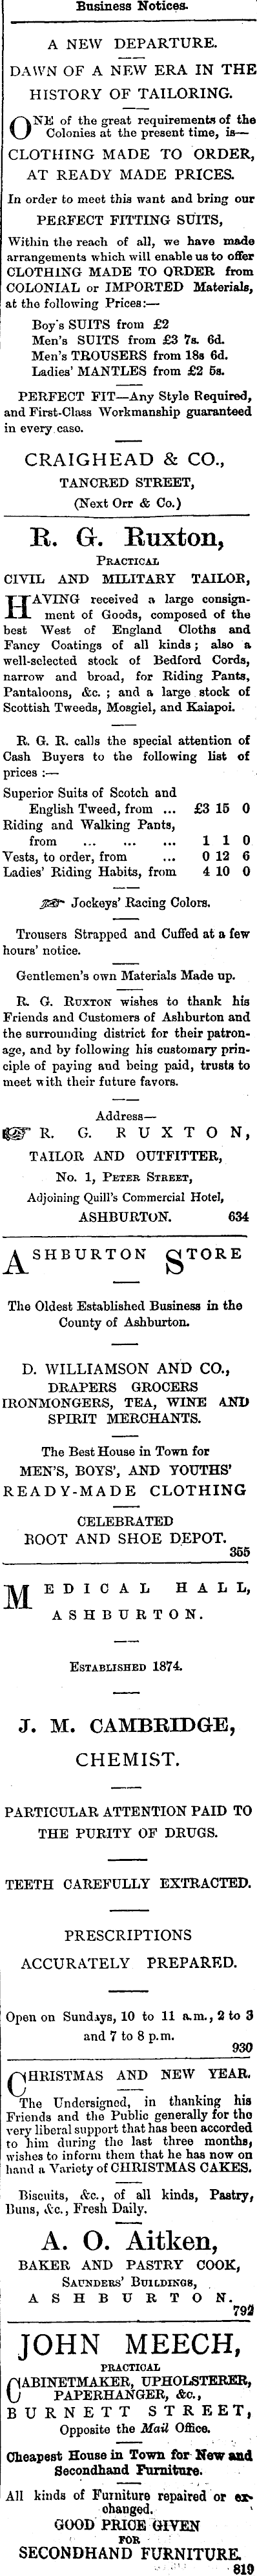 Business Notices.
A NEW DEPARTURE.
DAWN OF A NEW ERA IN THE
HISTORY OF TAILORING.
ONE of the great requirements of the
Colonies at the present time, is—
CLOTHING MADE TO ORDER,
AT READY MADE PRICES.
In order to meet this want and bring our
PERFECT FITTING SUITS,
Within the reach of all, we have made
arrangements which will enable us to offer
CLOTHING MADE TO ORDER from
COLONIAL or IMPORTED Materials,
at the following Prices:—
Boy's SUITS from £2
Men's SUITS from £3 7s. 6d.
Men's TROUSERS from 18s 6d.
Ladies' MANTLES from £2 5s.
PERFECT FIT—Any Style Required,
and First-Class Workmanship guaranteed
in every case.
CRAIGHEAD & CO.,
TANCRED STREET,
(Next Orr & Co.)
R. G. Ruxton,
PRACTICAL
CIVIL AND MILITARY TAILOR,
HAVING received a large consign-
ment of Goods, composed of the
best West of England Cloths and
Fancy Coatings of all kinds; also a
well-selected stock of Bedford Cords,
narrow and broad, for Riding Pants,
Pantaloons, &c.; and a large stock of
Scottish Tweeds, Mosgiel, and Kaiapoi.
R. G. R. calls the special attention of
Cash Buyers to the following list of
prices :—
Superior Suits of Scotch and
English Tweed, from ... £3 15 0
Riding and Walking Pants,
from ... ... ... 1 1 0
Vests, to order, from ... 0 12 6
Ladies' Riding Habits, from 4 10 0
☞ Jockeys' Racing Colors.
Trousers Strapped and Cuffed at a few
hours' notice.
Gentlemen's own Materials Made up.
R. G. RUXTON wishes to thank his
Friends and Customers of Ashburton and
the surrounding district for their patron-
age, and by following his customary prin-
ciple of paying and being paid, trusts to
meet with their future favors.
Address—
☞ R. G. RUXTON,
TAILOR AND OUTFITTER,
No. 1, PETER STREET,
Adjoining Quill's Commercial Hotel,
ASHBURTON. 634
ASHBURTON STORE
The Oldest Established Business in the
County of Ashburton.
D. WILLIAMSON AND CO.,
DRAPERS GROCERS
IRONMONGERS, TEA, WINE AND
SPIRIT MERCHANTS.
The Best House in Town for
MEN'S, BOYS', AND YOUTHS'
READY-MADE CLOTHING
CELEBRATED
BOOT AND SHOE DEPOT.
355
MEDICAL HALL,
ASHBURTON.
ESTABLISHED 1874.
J. M. CAMBRIDGE,
CHEMIST.
PARTICULAR ATTENTION PAID TO
THE PURITY OF DRUGS.
TEETH CAREFULLY EXTRACTED.
PRESCRIPTIONS
ACCURATELY PREPARED.
Open on Sundays, 10 to 11 a.m., 2 to 3
and 7 to 8 p.m.
930
CHRISTMAS AND NEW YEAR.
The Undersigned, in thanking his
Friends and the Public generally for the
very liberal support that has been accorded
to him during the last three months,
wishes to inform them that he has now on
hand a Variety of CHRISTMAS CAKES.
Biscuits, &c., of all kinds, Pastry,
Buns, &c., Fresh Daily.
A. O. Aitken,
BAKER AND PASTRY COOK,
SAUNDERS' BUILDINGS,
ASHBURTON.
792
JOHN MEECH,
PRACTICAL
CABINETMAKER, UPHOLSTERER,
PAPERHANGER, &c.,
BURNETT STREET,
Opposite the Mail Office.
Cheapest House in Town for New and
Secondhand Furniture.
All kinds of Furniture repaired or ex-
changed.
GOOD PRICE GIVEN
FOR
SECONDHAND FURNITURE.
819